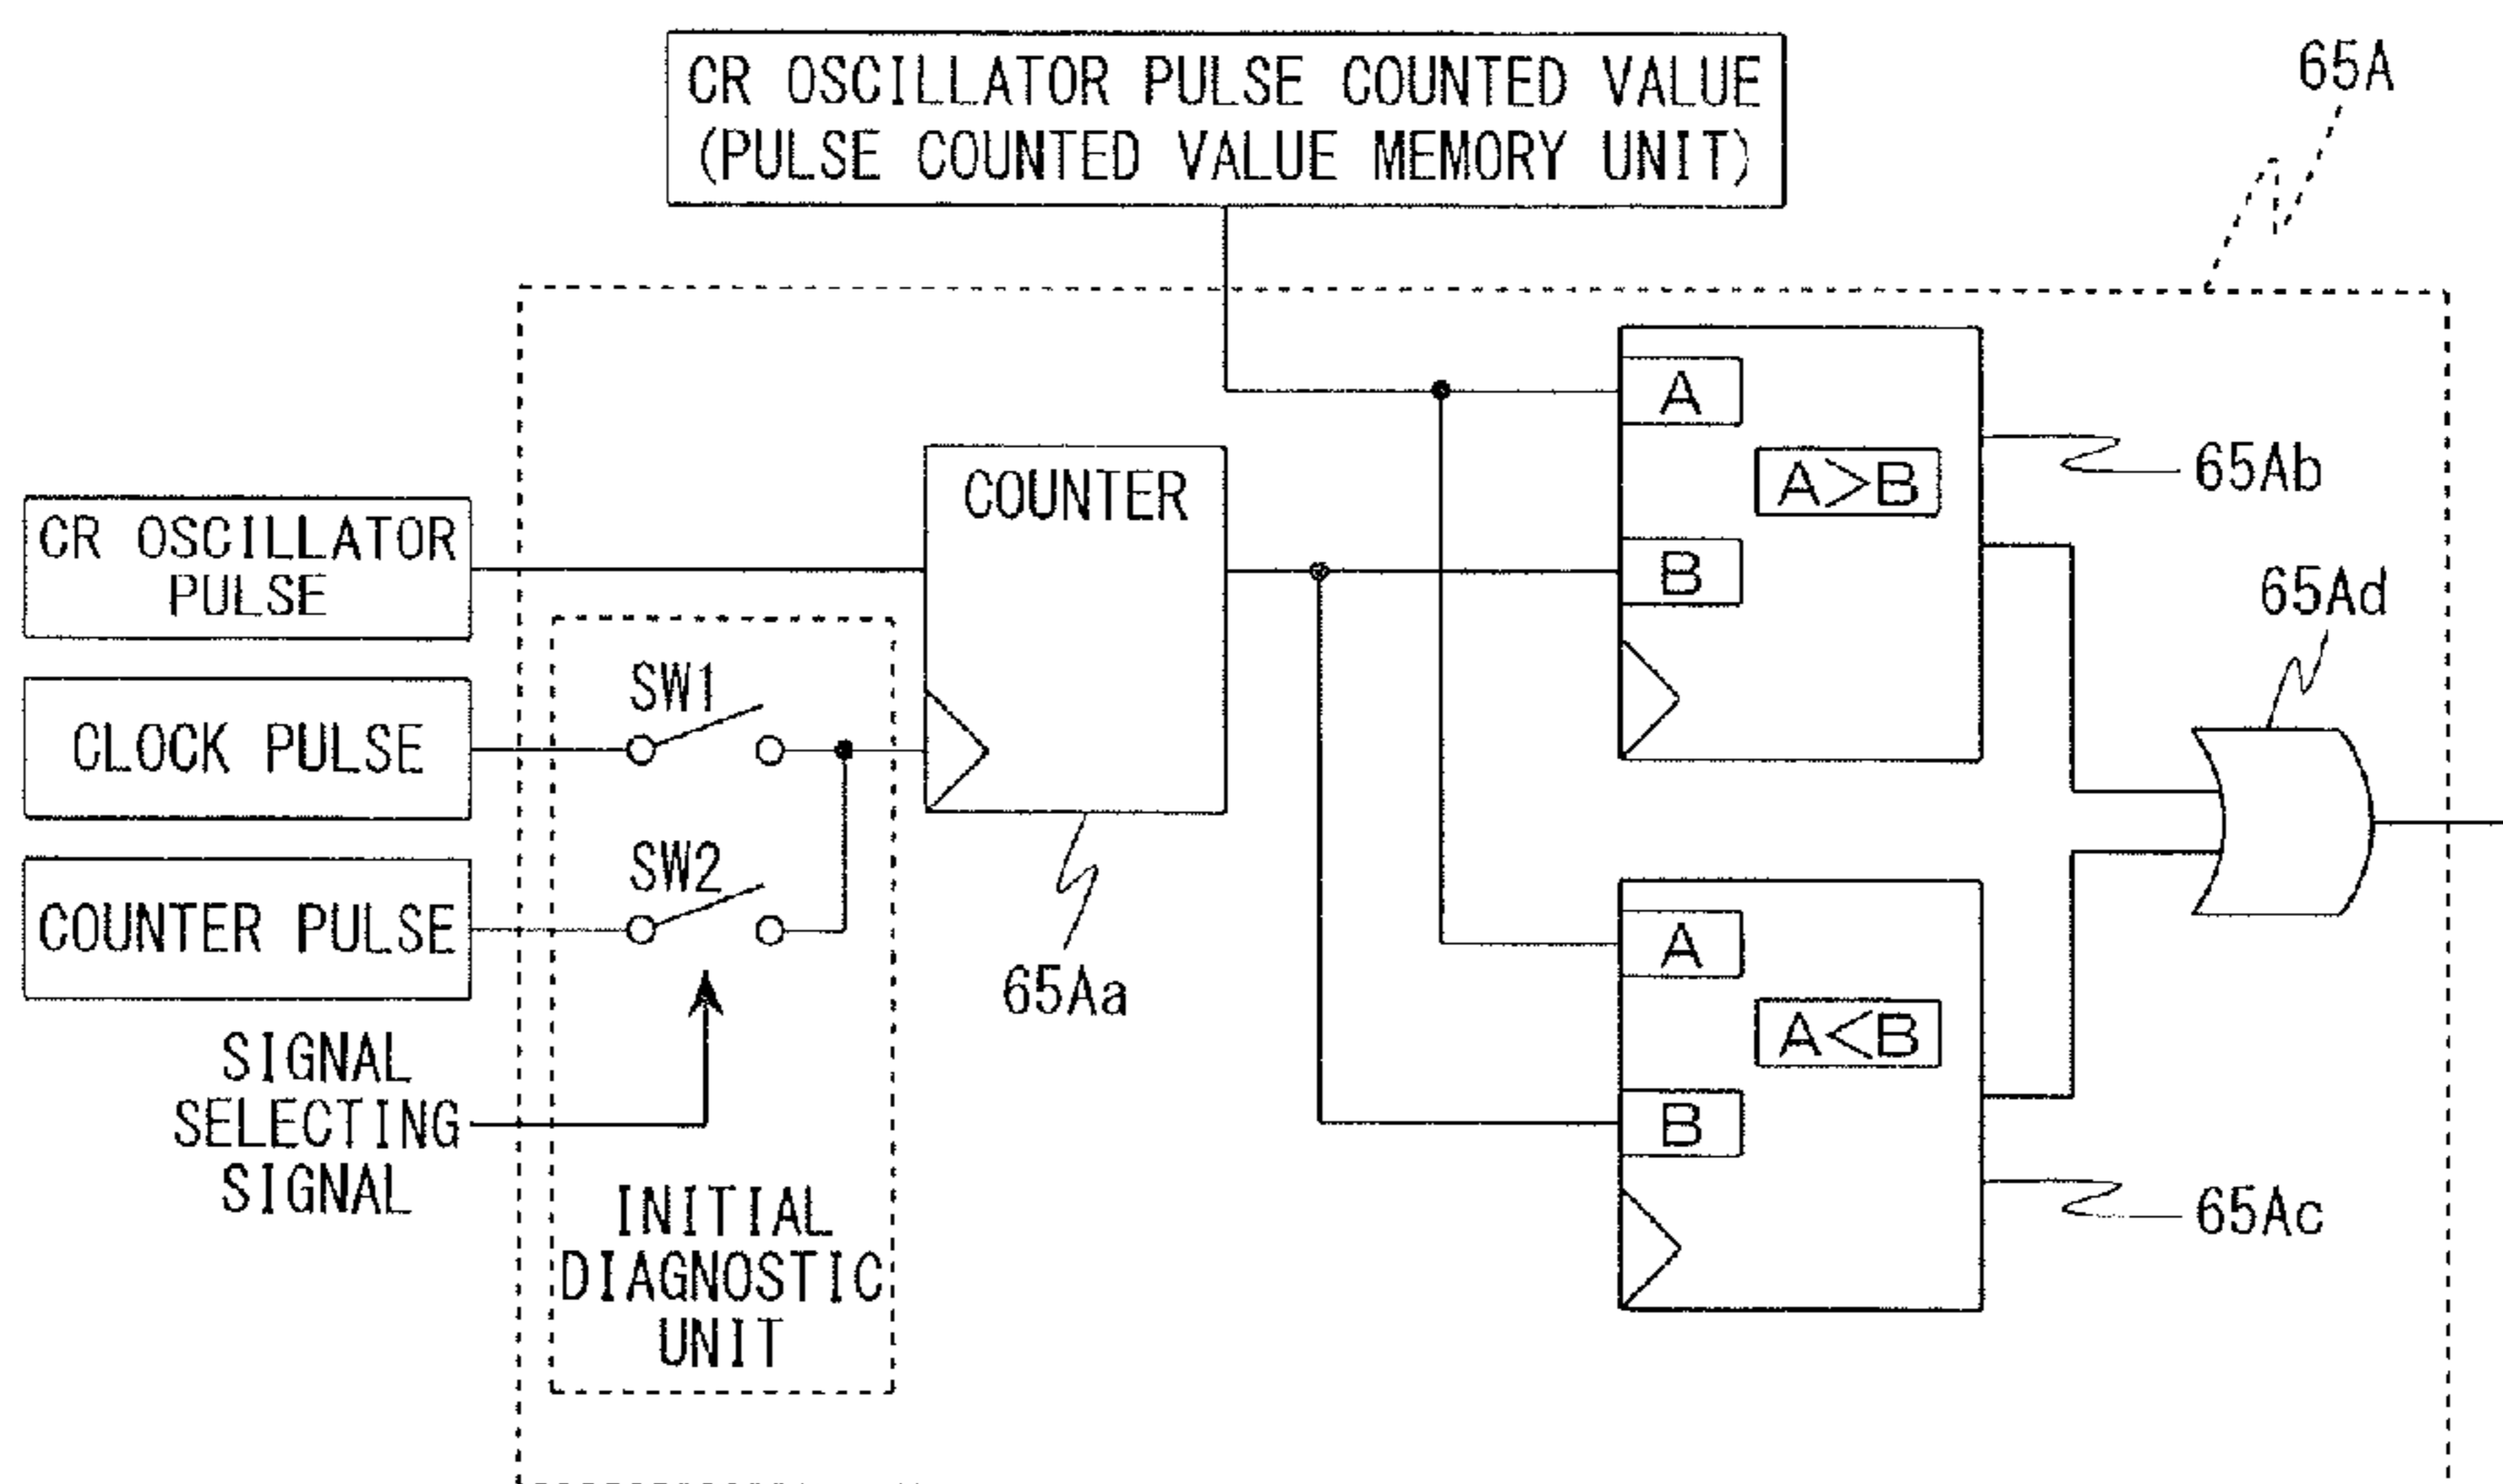 CR OSCILLATOR PULSE COUNTED VALUE
(PULSE COUNTED VALUE MEMORY UNIT)
65A
A
A>B
65Ab
COUNTER
B
CR OSCILLATOR
PULSE
65Ad
SW1
CLOCK PULSE
SW2
COUNTER PULSE
A
65Aa
A<B
SIGNAL
SELECTING
SIGNAL
B
INITIAL
DIAGNOSTIC
UNIT
65Ac